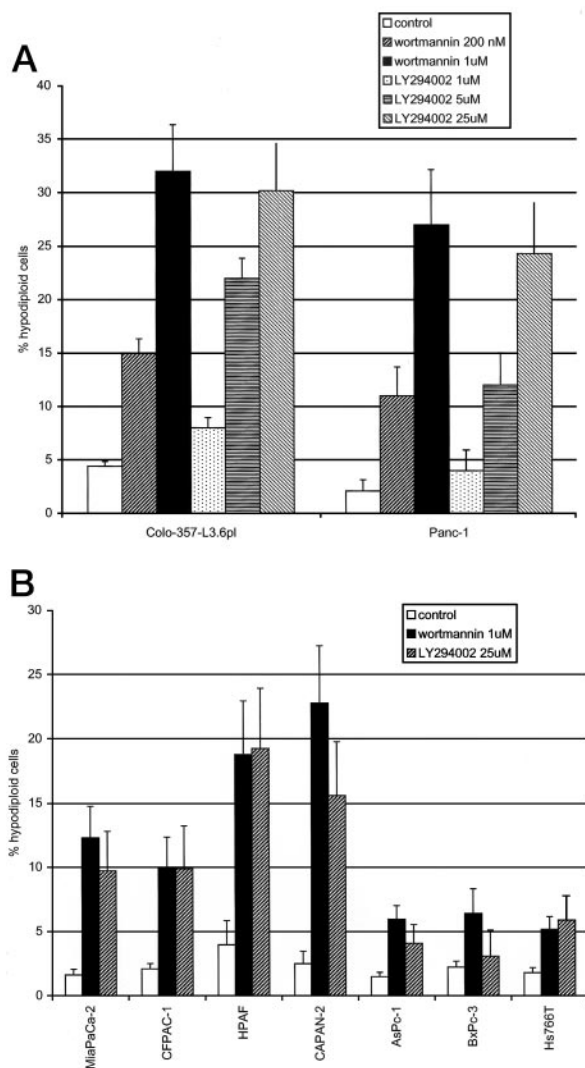 control
wortmannin 200 nM
wortmannin 1uM
LY294002 1uM
LY294002 5uM
LY294002 25uM
A
40
35
30
25
20
15
10
5
0
% hypodiploid cells
Colo-357-L3.6pl
Panc-1
B
control
wortmannin 1uM
LY294002 25uM
30
25
20
15
10
5
0
% hypodiploid cells
MiaPaCa-2
CFPAC-1
HPAF
CAPAN-2
AsPc-1
BxPc-3
Hs766T